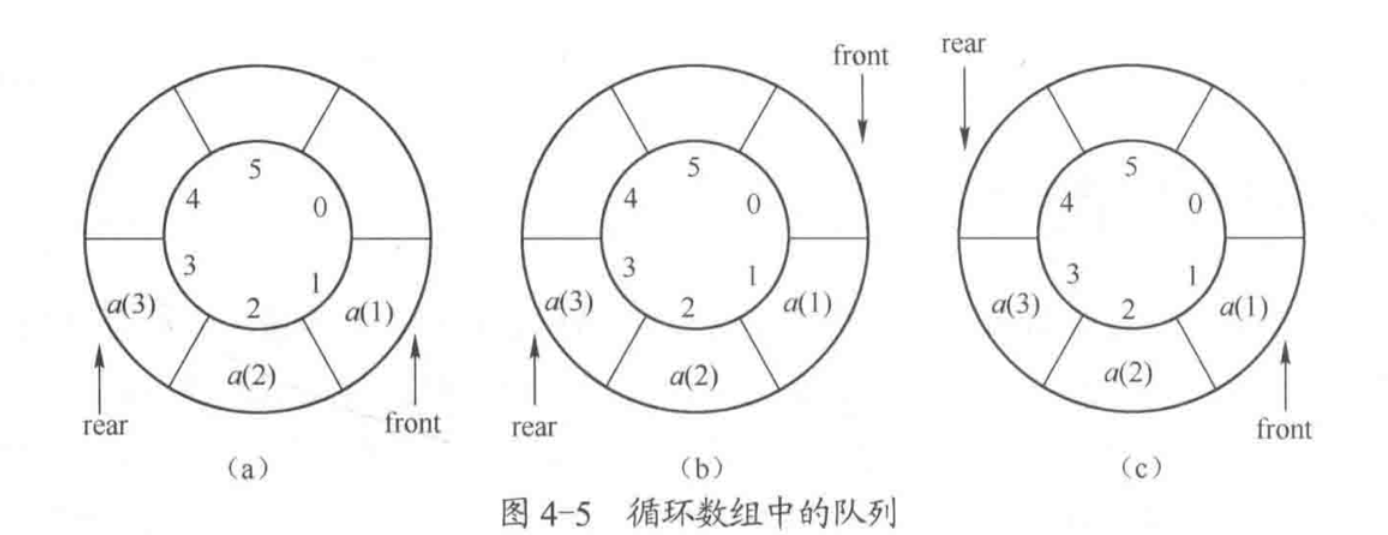 front
rear
5
4
0
3
1
2
a(3)
a(1)
a(2)
rear
front
(a)
5
4
0
3
1
2
a(3)
a(1)
a(2)
rear
(b)
5
4
0
3
1
2
a(3)
a(1)
a(2)
front
(c)
图 4-5 循环数组中的队列